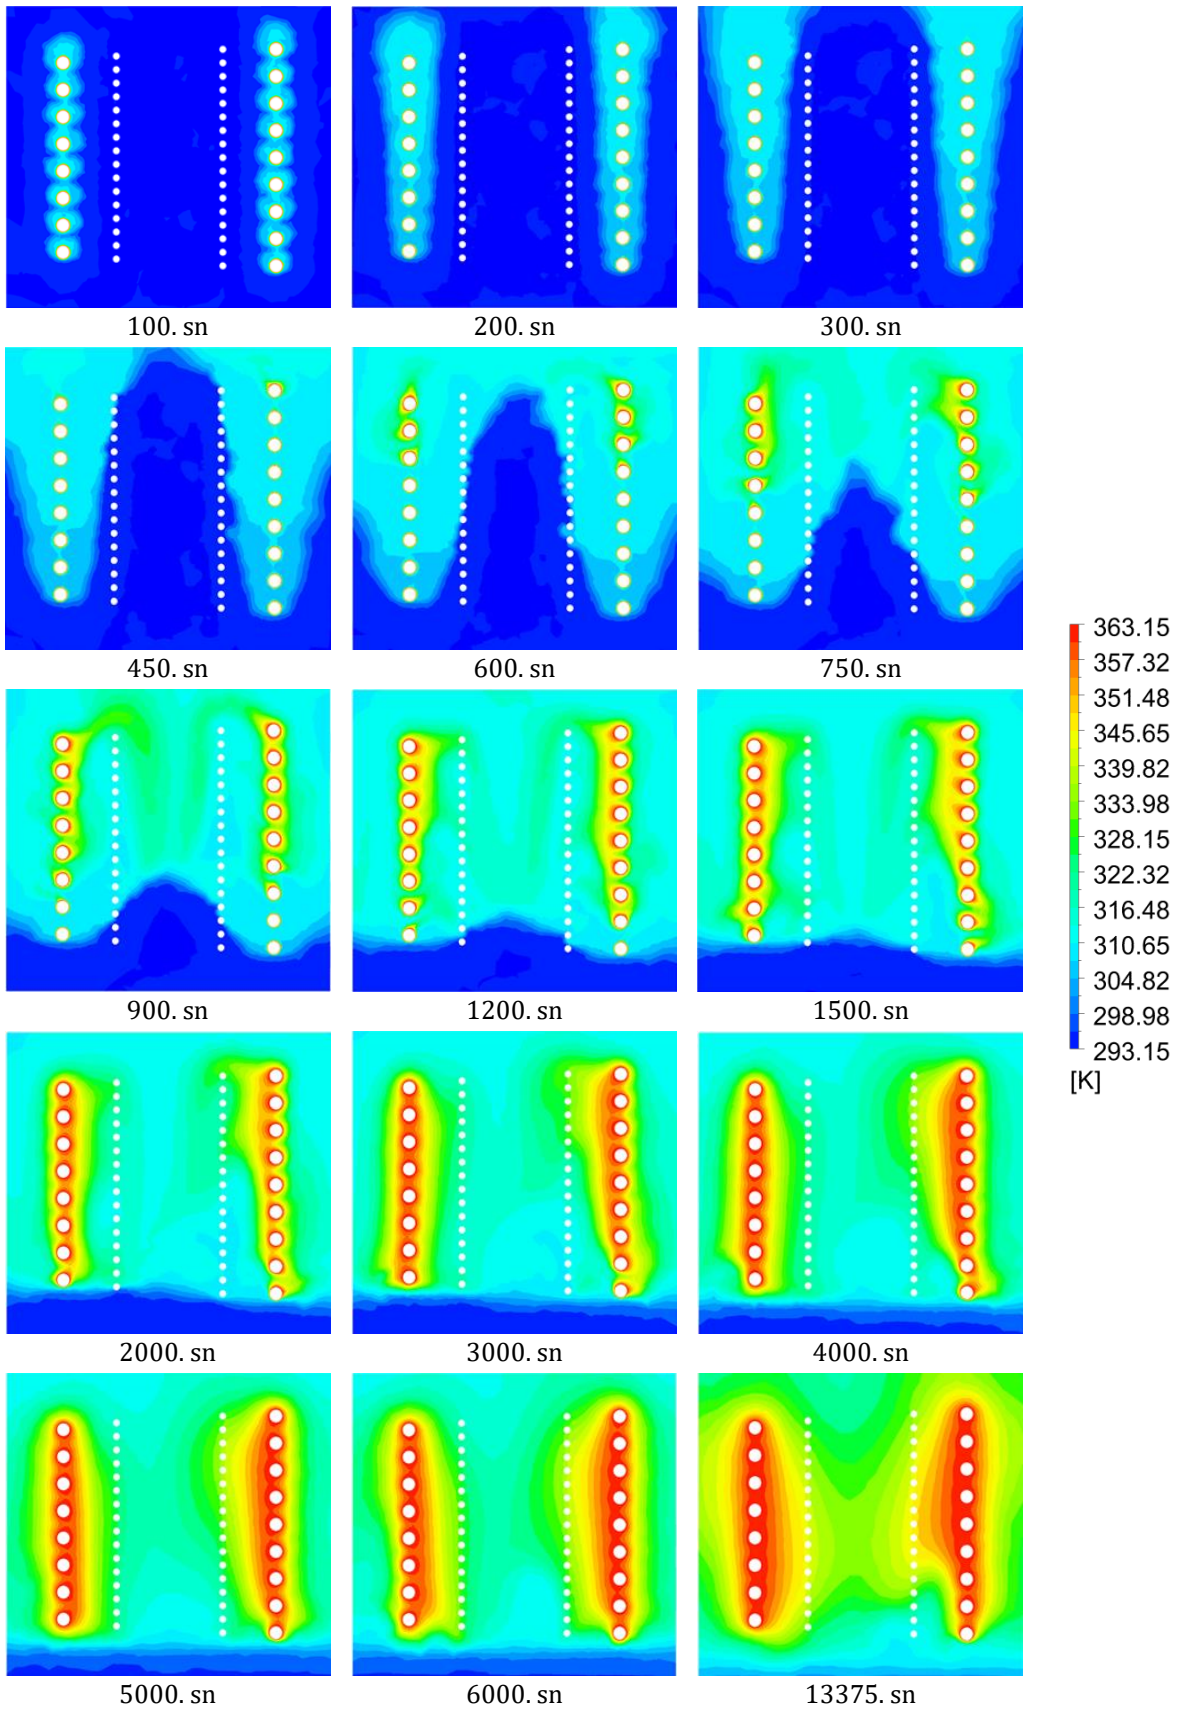 100. sn
200. sn
300. sn
450. sn
600. sn
750. sn
363.15
357.32
351.48
345.65
339.82
333.98
328.15
322.32
316.48
310.65
304.82
298.98
293.15
[K]
900. sn
1200. sn
1500. sn
2000. sn
3000. sn
4000. sn
5000. sn
6000. sn
13375. sn